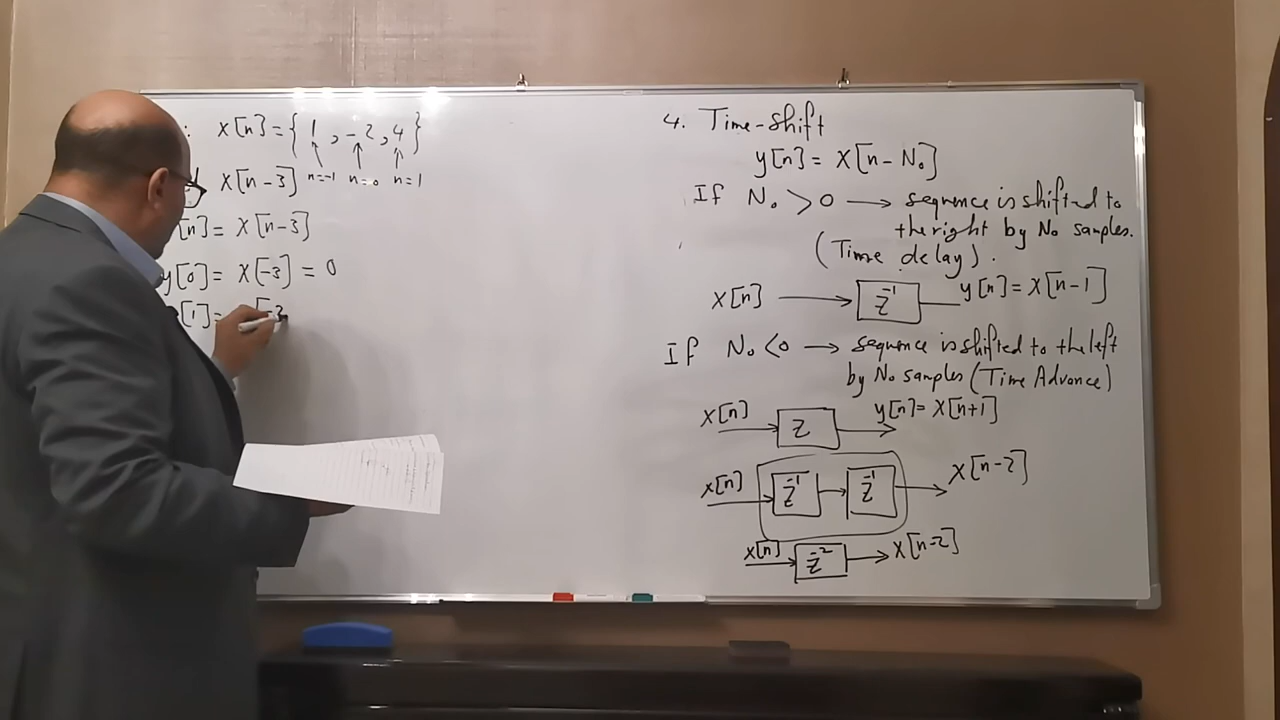 : x[n] = { 1 , -2 , 4 }
n=-1 n=0 n=1
x[n-3]
[n] = x[n-3]
y[0] = x[-3] = 0
[1] =
4. Time-shift
y[n] = x[n-N₀]
If N₀ > 0 → sequence is shifted to
the right by N₀ samples.
(Time delay).
x[n] → z⁻¹ y[n] = x[n-1]
If N₀ < 0 → sequence is shifted to the left
by N₀ samples (Time Advance)
x[n] → z → y[n] = x[n+1]
x[n] → z⁻¹ → z⁻¹ → x[n-2]
x[n] → z⁻² → x[n-2]